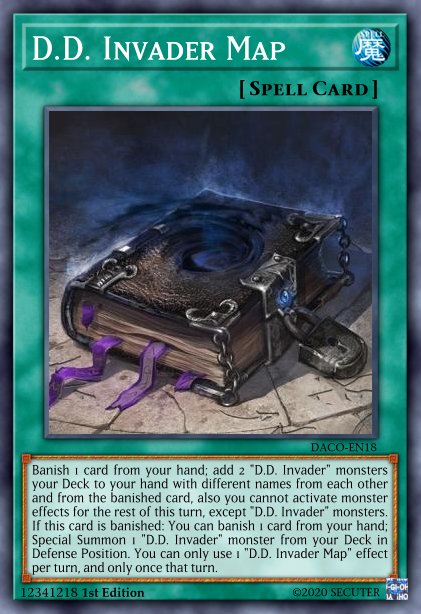 D.D. Invader Map
魔
[ Spell Card ]
DACO-EN18
Banish 1 card from your hand; add 2 "D.D. Invader" monsters
your Deck to your hand with different names from each other
and from the banished card, also you cannot activate monster
effects for the rest of this turn, except "D.D. Invader" monsters.
If this card is banished: You can banish 1 card from your hand;
Special Summon 1 "D.D. Invader" monster from your Deck in
Defense Position. You can only use 1 "D.D. Invader Map" effect
per turn, and only once that turn.
12341218 1st Edition
©2020 SECUTER